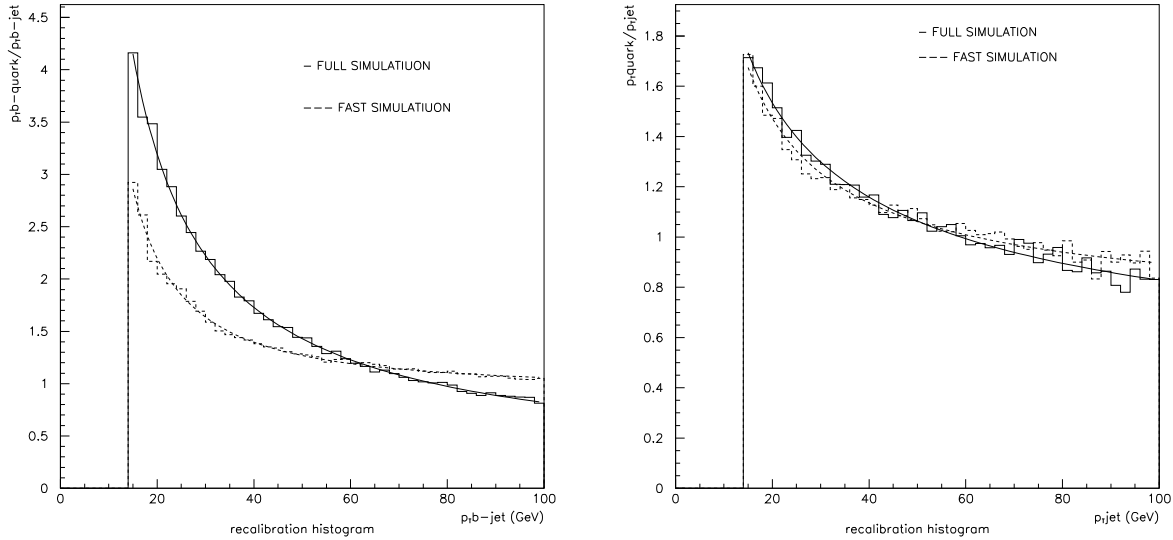 p_Tb-quark/p_Tb-jet
4.5
4
3.5
3
2.5
2
1.5
1
0.5
0
FULL SIMULATIUON
FAST SIMULATIUON
0 20 40 60 80 100
p_Tb-jet (GeV)
recalibration histogram
p_Tquark/p_Tjet
1.8
1.6
1.4
1.2
1
0.8
0.6
0.4
0.2
0
FULL SIMULATION
FAST SIMULATION
0 20 40 60 80 100
p_Tjet (GeV)
recalibration histogram